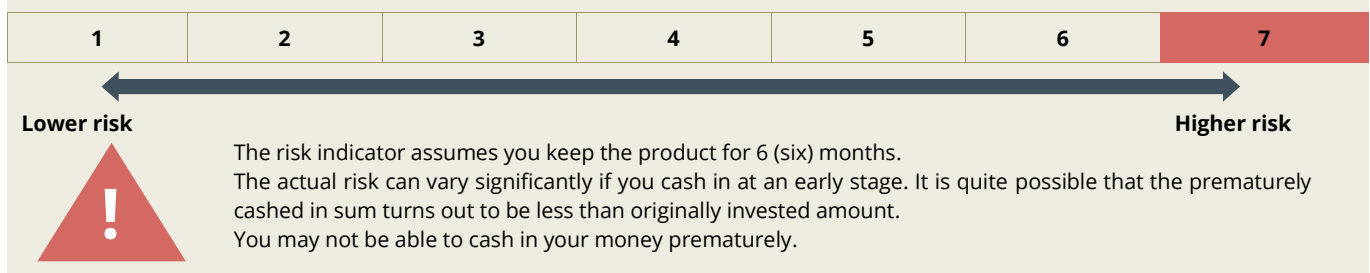 1 2 3 4 5 6 7
Lower risk Higher risk
!
The risk indicator assumes you keep the product for 6 (six) months.
The actual risk can vary significantly if you cash in at an early stage. It is quite possible that the prematurely
cashed in sum turns out to be less than originally invested amount.
You may not be able to cash in your money prematurely.